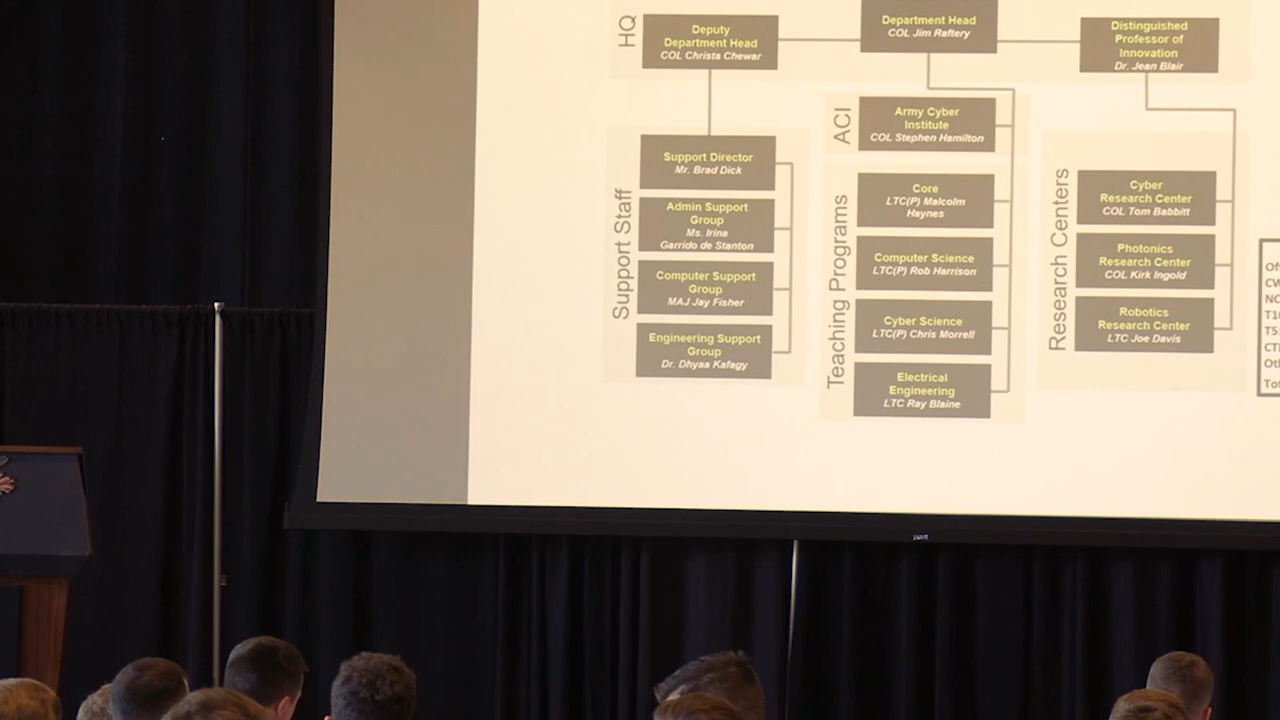 HQ
Deputy
Department Head
COL Christa Chewar
Department Head
COL Jim Raftery
Distinguished
Professor of
Innovation
Dr. Jean Blair
Support Staff
Support Director
Mr. Brad Dick
Admin Support
Group
Ms. Irina
Garrido de Stanton
Computer Support
Group
MAJ Jay Fisher
Engineering Support
Group
Dr. Dhyaa Kafagy
ACI
Army Cyber
Institute
COL Stephen Hamilton
Teaching Programs
Core
LTC(P) Malcolm
Haynes
Computer Science
LTC(P) Rob Harrison
Cyber Science
LTC(P) Chris Morrell
Electrical
Engineering
LTC Ray Blaine
Research Centers
Cyber
Research Center
COL Tom Babbitt
Photonics
Research Center
COL Kirk Ingold
Robotics
Research Center
LTC Joe Davis